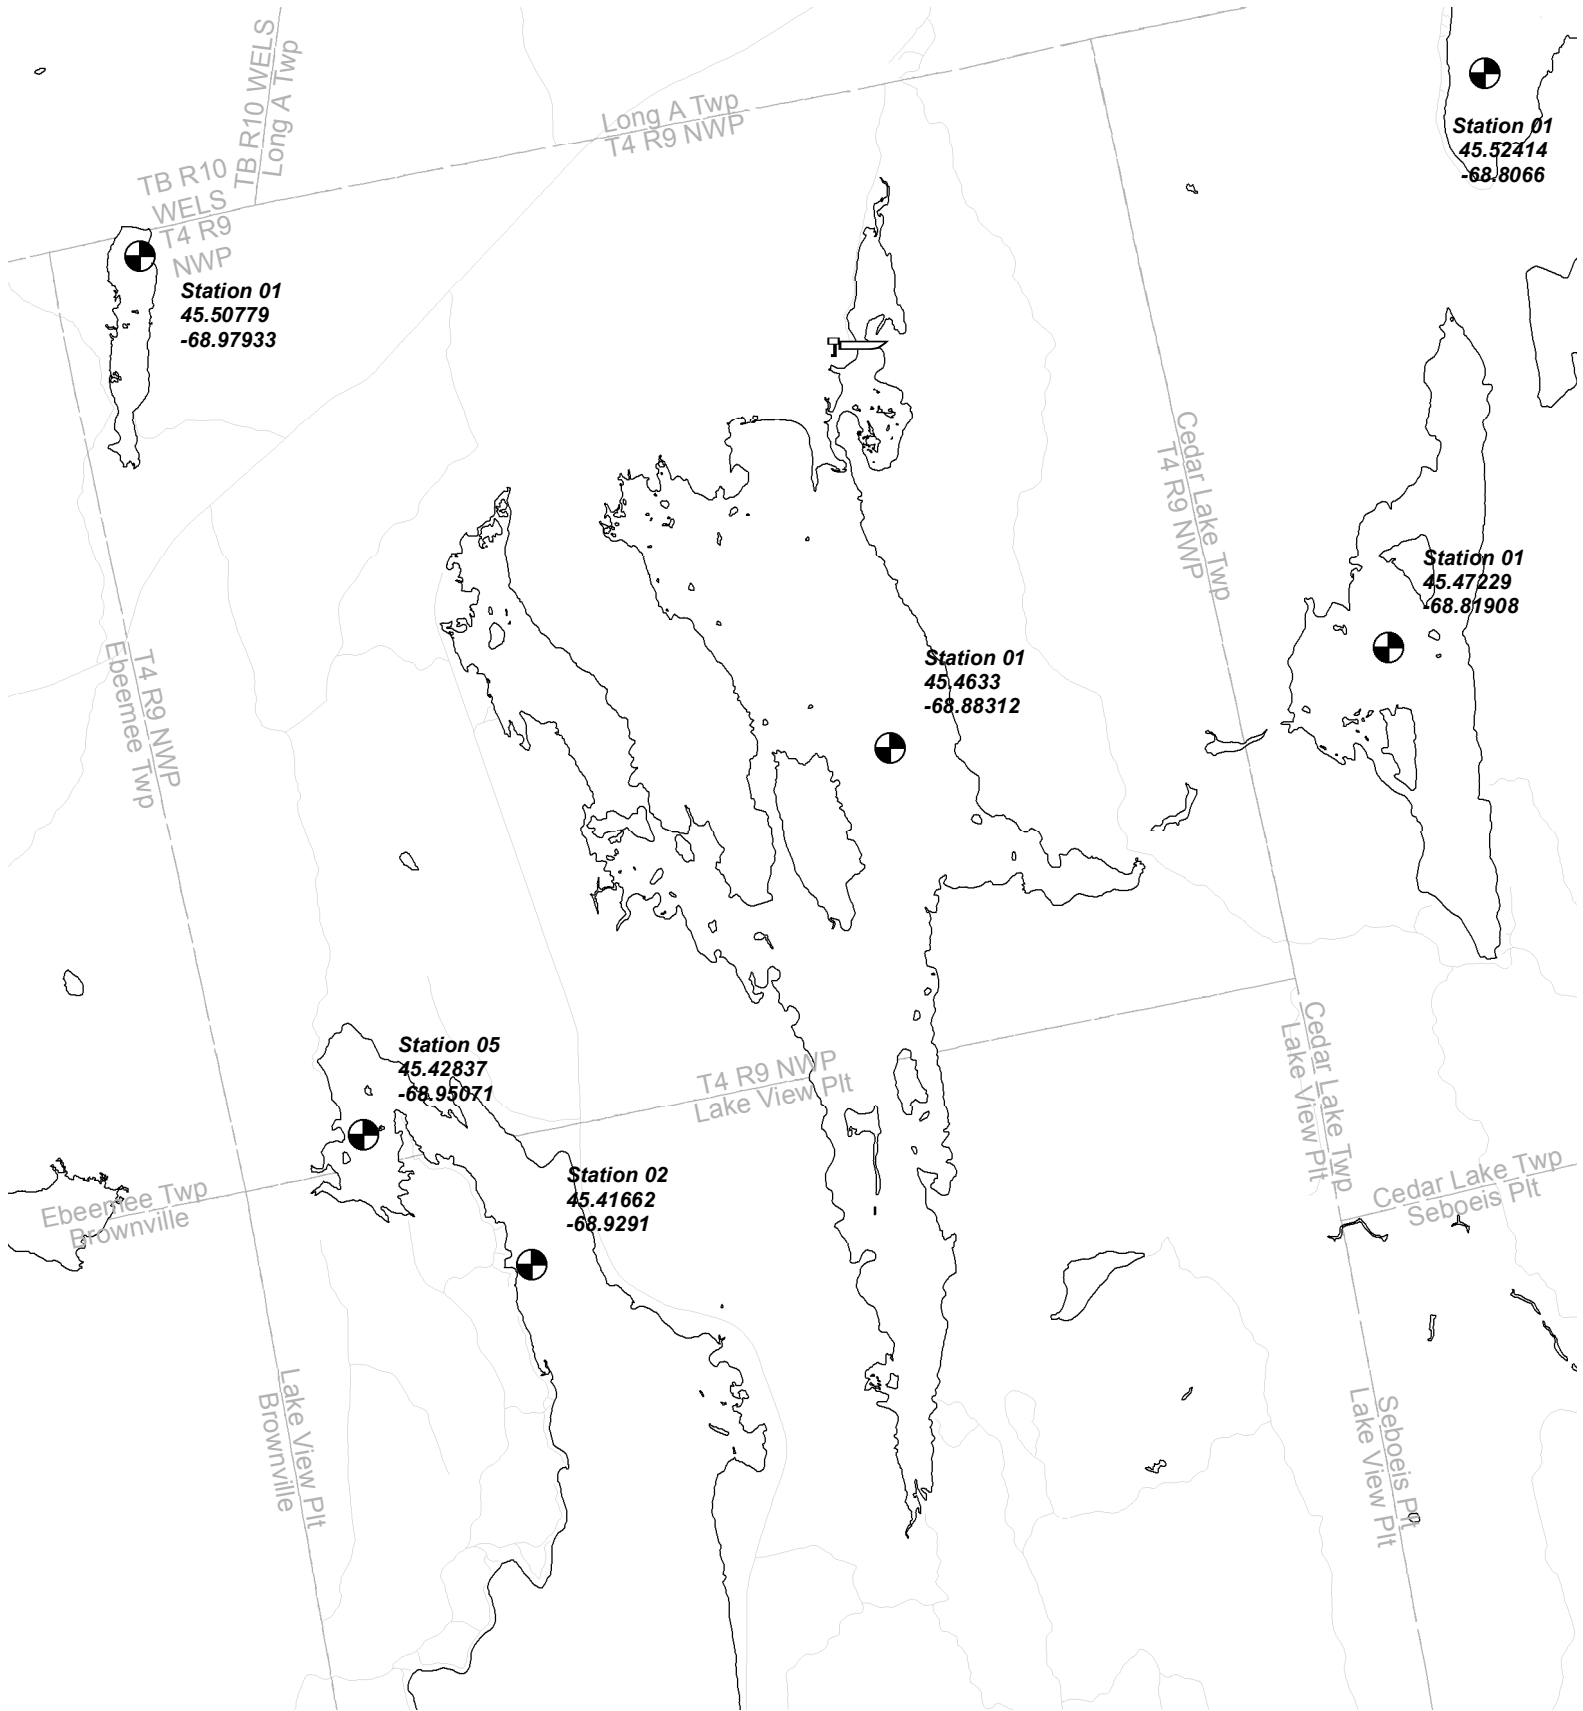 TB R10 WELS
Long A Twp
Long A Twp
T4 R9 NWP
Station 01
45.52414
-68.8066
TB R10
WELS
T4 R9
NWP
Station 01
45.50779
-68.97933
Cedar Lake Twp
T4 R9 NWP
Station 01
45.47229
-68.81908
T4 R9 NWP
Ebeemee Twp
Station 01
45.4633
-68.88312
Station 05
45.42837
-68.95071
T4 R9 NWP
Lake View Plt
Cedar Lake Twp
Lake View Plt
Station 02
45.41662
-68.9291
Ebeemee Twp
Brownville
Cedar Lake Twp
Seboeis Plt
Lake View Plt
Brownville
Seboeis Plt
Lake View Plt